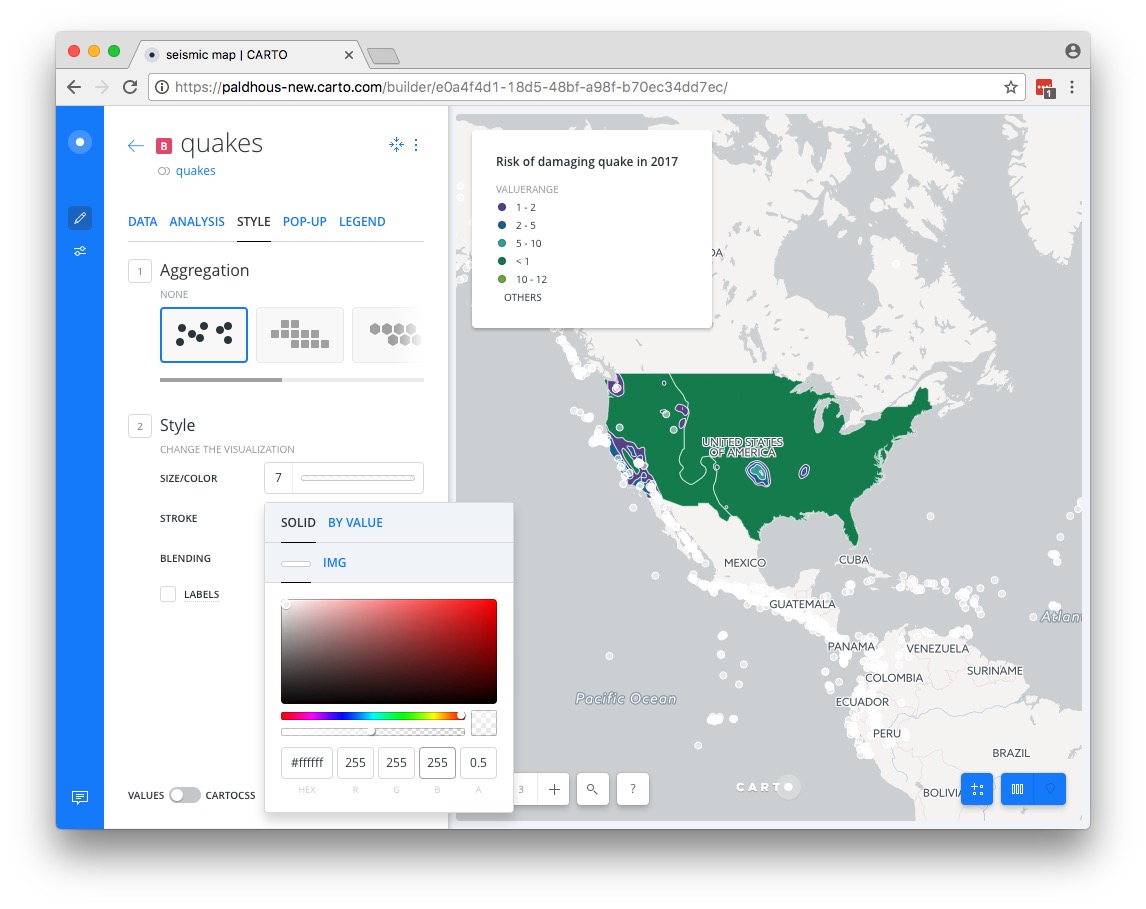 seismic map | CARTO
https://paldhous-new.carto.com/builder/e0a4f4d1-18d5-48bf-a98f-b70ec34dd7ec/
1
B quakes
quakes
DATA ANALYSIS STYLE POP-UP LEGEND
1 Aggregation
NONE
2 Style
CHANGE THE VISUALIZATION
SIZE/COLOR 7
STROKE
BLENDING
LABELS
SOLID BY VALUE
IMG
#ffffff 255 255 255 0.5
HEX R G B A
VALUES CARTOCSS
Risk of damaging quake in 2017
VALUERANGE
1 - 2
2 - 5
5 - 10
< 1
10 - 12
OTHERS
DA
UNITED STATES
OF AMERICA
MEXICO
CUBA
GUATEMALA
Atlan
PANAMA
VENEZUELA
COLOMBIA
SURINAME
ECUADOR
Pacific Ocean
PERU
BRAZIL
BOLIVIA
3 + ?
CARTO